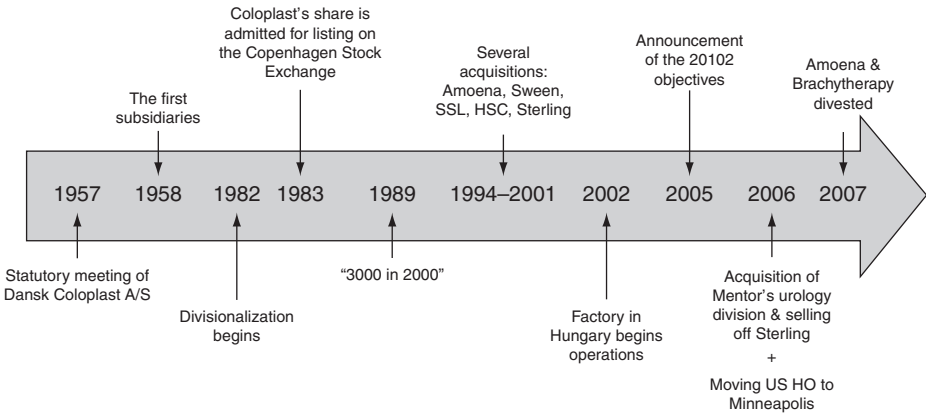 Coloplast's share is
admitted for listing on
the Copenhagen Stock
Exchange
Several
acquisitions:
Amoena, Sween,
SSL, HSC, Sterling
Announcement
of the 20102
objectives
Amoena &
Brachytherapy
divested
The first
subsidiaries
1957 1958 1982 1983 1989 1994–2001 2002 2005 2006 2007
Statutory meeting of
Dansk Coloplast A/S
Divisionalization
begins
“3000 in 2000”
Factory in
Hungary begins
operations
Acquisition of
Mentor's urology
division & selling
off Sterling
+
Moving US HO to
Minneapolis